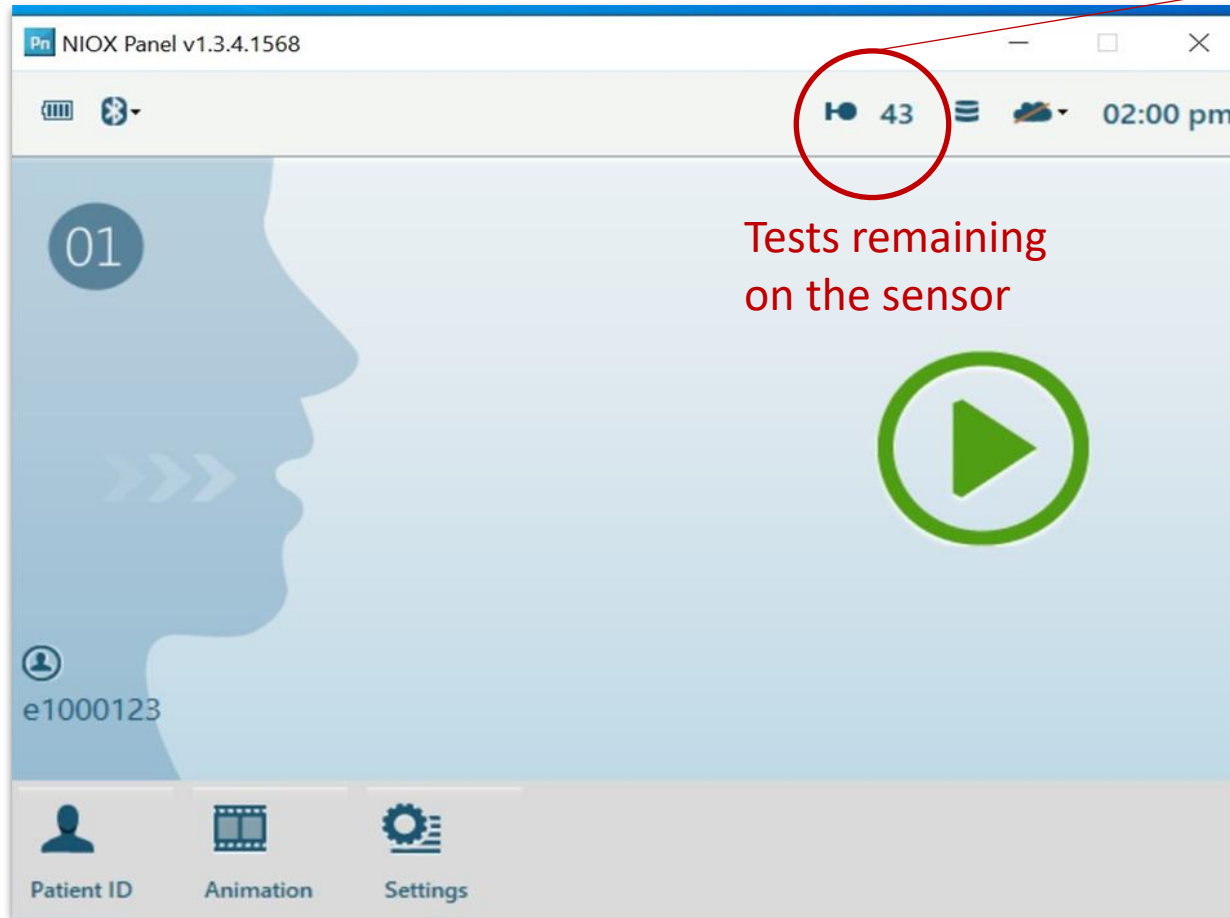 Pn NIOX Panel v1.3.4.1568
43 02:00 pm
01
Tests remaining
on the sensor
e1000123
Patient ID Animation Settings